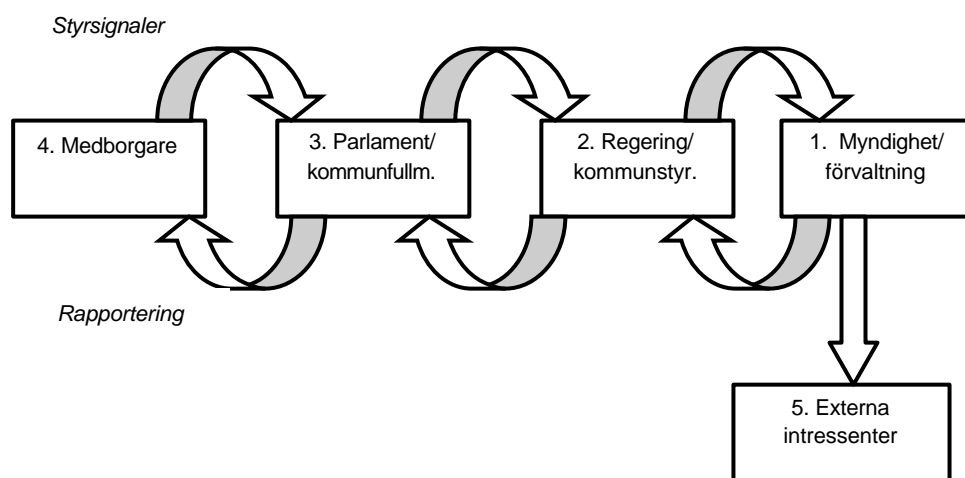 Styrsignaler
4. Medborgare
3. Parlament/
kommunfullm.
2. Regering/
kommunstyr.
1. Myndighet/
förvaltning
Rapportering
5. Externa
intressenter